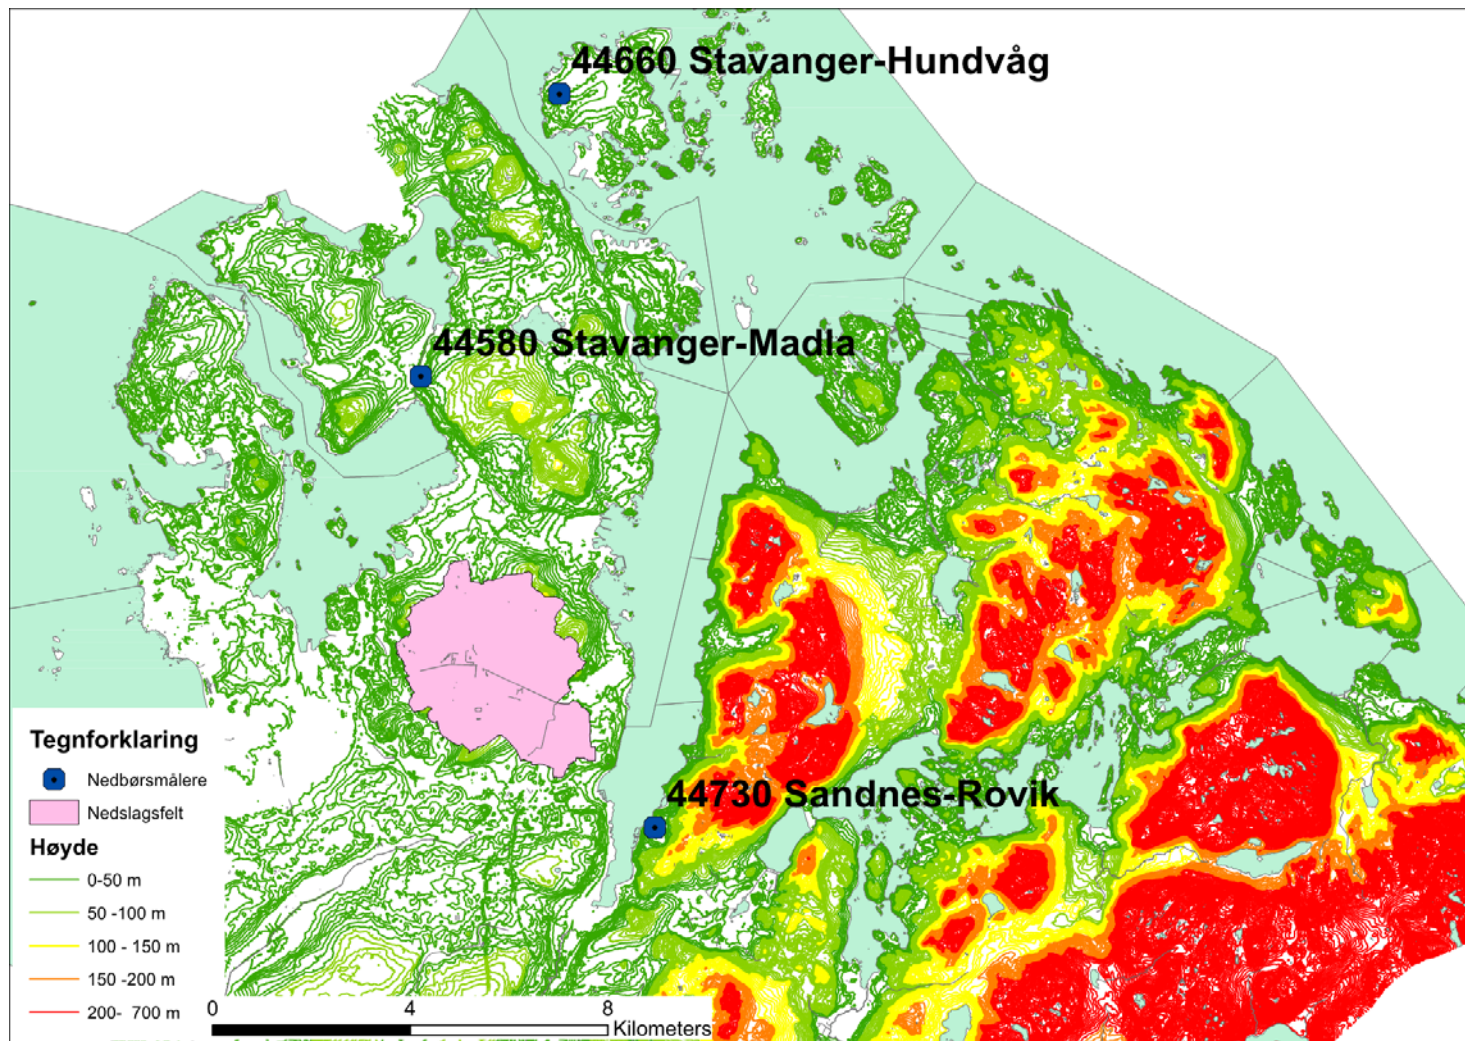 44660 Stavanger-Hundvåg
44580 Stavanger-Madla
44730 Sandnes-Rovik
Tegnforklaring
Nedbørsmålere
Nedslagsfelt
Høyde
0-50 m
50 -100 m
100 - 150 m
150 -200 m
200- 700 m
0 4 8
Kilometers